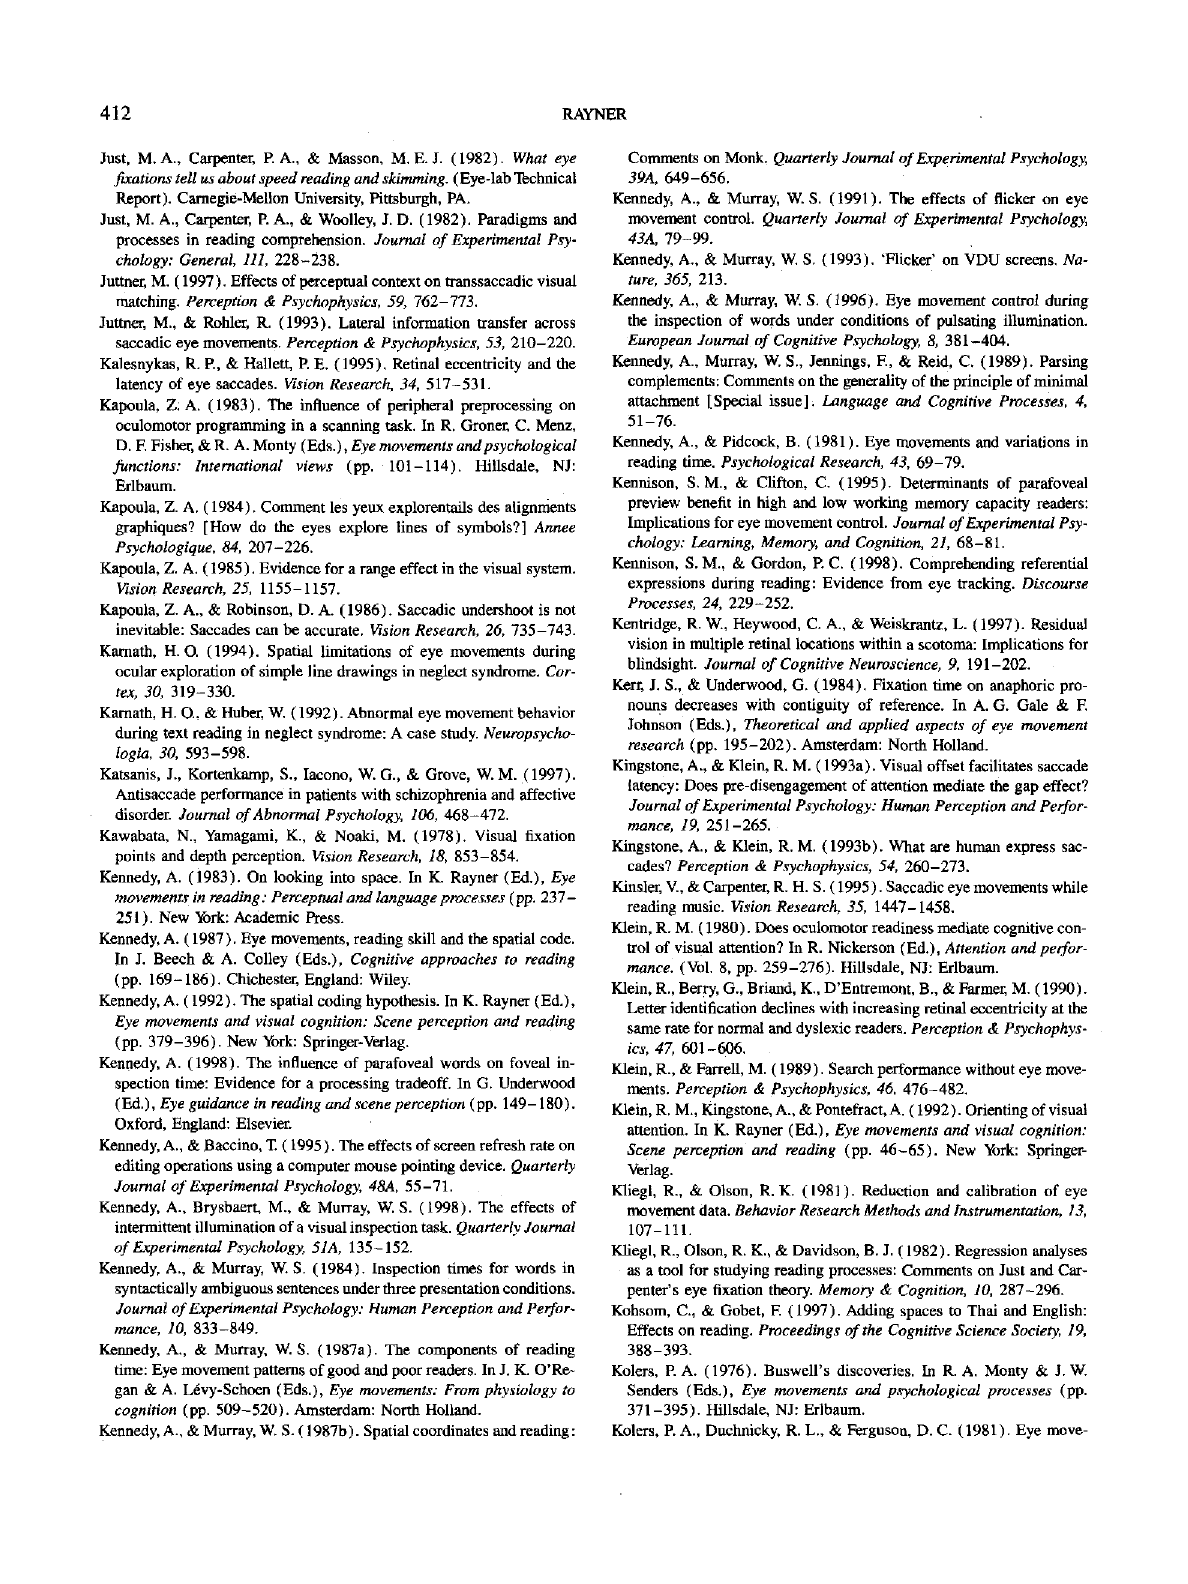 412
RAYNER
Just, M. A., Carpenter, P. A., & Masson, M. E. J. (1982). What eye
fixations tell us about speed reading and skimming. (Eye-lab Technical
Report). Carnegie-Mellon University, Pittsburgh, PA.
Just, M. A., Carpenter, P. A., & Woolley, J. D. (1982). Paradigms and
processes in reading comprehension. Journal of Experimental Psy-
chology: General, 111, 228–238.
Juttner, M. (1997). Effects of perceptual context on transsaccadic visual
matching. Perception & Psychophysics, 59, 762–773.
Juttner, M., & Rohler, R. (1993). Lateral information transfer across
saccadic eye movements. Perception & Psychophysics, 53, 210–220.
Kalesnykas, R. P., & Hallett, P. E. (1995). Retinal eccentricity and the
latency of eye saccades. Vision Research, 34, 517–531.
Kapoula, Z. A. (1983). The influence of peripheral preprocessing on
oculomotor programming in a scanning task. In R. Groner, C. Menz,
D. F. Fisher, & R. A. Monty (Eds.), Eye movements and psychological
functions: International views (pp. 101–114). Hillsdale, NJ:
Erlbaum.
Kapoula, Z. A. (1984). Comment les yeux explorentails des alignments
graphiques? [How do the eyes explore lines of symbols?] Annee
Psychologique, 84, 207–226.
Kapoula, Z. A. (1985). Evidence for a range effect in the visual system.
Vision Research, 25, 1155–1157.
Kapoula, Z. A., & Robinson, D. A. (1986). Saccadic undershoot is not
inevitable: Saccades can be accurate. Vision Research, 26, 735–743.
Karnath, H. O. (1994). Spatial limitations of eye movements during
ocular exploration of simple line drawings in neglect syndrome. Cor-
tex, 30, 319–330.
Karnath, H. O., & Huber, W. (1992). Abnormal eye movement behavior
during text reading in neglect syndrome: A case study. Neuropsycho-
logia, 30, 593–598.
Katsanis, J., Kortenkamp, S., Iacono, W. G., & Grove, W. M. (1997).
Antisaccade performance in patients with schizophrenia and affective
disorder. Journal of Abnormal Psychology, 106, 468–472.
Kawabata, N., Yamagami, K., & Noaki, M. (1978). Visual fixation
points and depth perception. Vision Research, 18, 853–854.
Kennedy, A. (1983). On looking into space. In K. Rayner (Ed.), Eye
movements in reading: Perceptual and language processes (pp. 237–
251). New York: Academic Press.
Kennedy, A. (1987). Eye movements, reading skill and the spatial code.
In J. Beech & A. Colley (Eds.), Cognitive approaches to reading
(pp. 169–186). Chichester, England: Wiley.
Kennedy, A. (1992). The spatial coding hypothesis. In K. Rayner (Ed.),
Eye movements and visual cognition: Scene perception and reading
(pp. 379–396). New York: Springer-Verlag.
Kennedy, A. (1998). The influence of parafoveal words on foveal in-
spection time: Evidence for a processing tradeoff. In G. Underwood
(Ed.), Eye guidance in reading and scene perception (pp. 149–180).
Oxford, England: Elsevier.
Kennedy, A., & Baccino, T. (1995). The effects of screen refresh rate on
editing operations using a computer mouse pointing device. Quarterly
Journal of Experimental Psychology, 48A, 55–71.
Kennedy, A., Brysbaert, M., & Murray, W. S. (1998). The effects of
intermittent illumination of a visual inspection task. Quarterly Journal
of Experimental Psychology, 51A, 135–152.
Kennedy, A., & Murray, W. S. (1984). Inspection times for words in
syntactically ambiguous sentences under three presentation conditions.
Journal of Experimental Psychology: Human Perception and Perfor-
mance, 10, 833–849.
Kennedy, A., & Murray, W. S. (1987a). The components of reading
time: Eye movement patterns of good and poor readers. In J. K. O'Re-
gan & A. Lévy-Schoen (Eds.), Eye movements: From physiology to
cognition (pp. 509–520). Amsterdam: North Holland.
Kennedy, A., & Murray, W. S. (1987b). Spatial coordinates and reading:
Comments on Monk. Quarterly Journal of Experimental Psychology,
39A, 649–656.
Kennedy, A., & Murray, W. S. (1991). The effects of flicker on eye
movement control. Quarterly Journal of Experimental Psychology,
43A, 79–99.
Kennedy, A., & Murray, W. S. (1993). 'Flicker' on VDU screens. Na-
ture, 365, 213.
Kennedy, A., & Murray, W. S. (1996). Eye movement control during
the inspection of words under conditions of pulsating illumination.
European Journal of Cognitive Psychology, 8, 381–404.
Kennedy, A., Murray, W. S., Jennings, F., & Reid, C. (1989). Parsing
complements: Comments on the generality of the principle of minimal
attachment [Special issue]. Language and Cognitive Processes, 4,
51–76.
Kennedy, A., & Pidcock, B. (1981). Eye movements and variations in
reading time. Psychological Research, 43, 69–79.
Kennison, S. M., & Clifton, C. (1995). Determinants of parafoveal
preview benefit in high and low working memory capacity readers:
Implications for eye movement control. Journal of Experimental Psy-
chology: Learning, Memory, and Cognition, 21, 68–81.
Kennison, S. M., & Gordon, P. C. (1998). Comprehending referential
expressions during reading: Evidence from eye tracking. Discourse
Processes, 24, 229–252.
Kentridge, R. W., Heywood, C. A., & Weiskrantz, L. (1997). Residual
vision in multiple retinal locations within a scotoma: Implications for
blindsight. Journal of Cognitive Neuroscience, 9, 191–202.
Kerr, J. S., & Underwood, G. (1984). Fixation time on anaphoric pro-
nouns decreases with contiguity of reference. In A. G. Gale & F.
Johnson (Eds.), Theoretical and applied aspects of eye movement
research (pp. 195–202). Amsterdam: North Holland.
Kingstone, A., & Klein, R. M. (1993a). Visual offset facilitates saccade
latency: Does pre-disengagement of attention mediate the gap effect?
Journal of Experimental Psychology: Human Perception and Perfor-
mance, 19, 251–265.
Kingstone, A., & Klein, R. M. (1993b). What are human express sac-
cades? Perception & Psychophysics, 54, 260–273.
Kinsler, V., & Carpenter, R. H. S. (1995). Saccadic eye movements while
reading music. Vision Research, 35, 1447–1458.
Klein, R. M. (1980). Does oculomotor readiness mediate cognitive con-
trol of visual attention? In R. Nickerson (Ed.), Attention and perfor-
mance. (Vol. 8, pp. 259–276). Hillsdale, NJ: Erlbaum.
Klein, R., Berry, G., Briand, K., D'Entremont, B., & Farmer, M. (1990).
Letter identification declines with increasing retinal eccentricity at the
same rate for normal and dyslexic readers. Perception & Psychophys-
ics, 47, 601–606.
Klein, R., & Farrell, M. (1989). Search performance without eye move-
ments. Perception & Psychophysics, 46, 476–482.
Klein, R. M., Kingstone, A., & Pontefract, A. (1992). Orienting of visual
attention. In K. Rayner (Ed.), Eye movements and visual cognition:
Scene perception and reading (pp. 46–65). New York: Springer-
Verlag.
Kliegl, R., & Olson, R. K. (1981). Reduction and calibration of eye
movement data. Behavior Research Methods and Instrumentation, 13,
107–111.
Kliegl, R., Olson, R. K., & Davidson, B. J. (1982). Regression analyses
as a tool for studying reading processes: Comments on Just and Car-
penter's eye fixation theory. Memory & Cognition, 10, 287–296.
Kohsom, C., & Gobet, F. (1997). Adding spaces to Thai and English:
Effects on reading. Proceedings of the Cognitive Science Society, 19,
388–393.
Kolers, P. A. (1976). Buswell's discoveries. In R. A. Monty & J. W.
Senders (Eds.), Eye movements and psychological processes (pp.
371–395). Hillsdale, NJ: Erlbaum.
Kolers, P. A., Duchnicky, R. L., & Ferguson, D. C. (1981). Eye move-